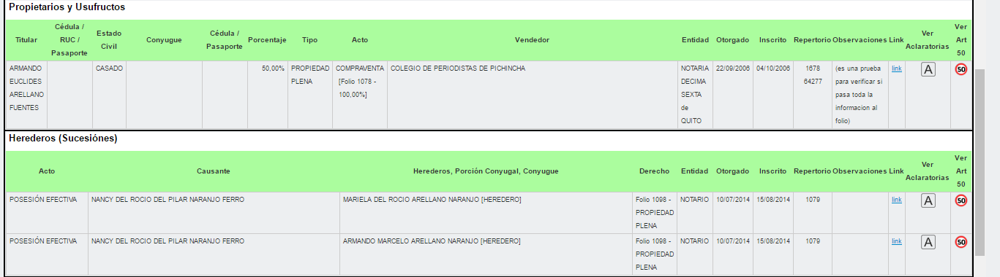 Propietarios y Usufructos
Titular Cédula / RUC / Pasaporte Estado Civil Conyugue Cédula / Pasaporte Porcentaje Tipo Acto Vendedor Entidad Otorgado Inscrito Repertorio Observaciones Link Ver Aclaratorias Ver Art 50
ARMANDO CASADO 50,00% PROPIEDAD COMPRAVENTA COLEGIO DE PERIODISTAS DE PICHINCHA NOTARIA 22/09/2006 04/10/2006 1678 (es una prueba link A 50
EUCLIDES PLENA [Folio 1078 - DECIMA 64277 para verificar si
ARELLANO 100,00%] SEXTA pasa toda la
FUENTES de informacion al
QUITO folio)
Herederos (Sucesiónes)
Acto Causante Herederos, Porción Conyugal, Conyugue Derecho Entidad Otorgado Inscrito Repertorio Observaciones Link Ver Aclaratorias Ver Art 50
POSESIÓN EFECTIVA NANCY DEL ROCIO DEL PILAR NARANJO FERRO MARIELA DEL ROCIO ARELLANO NARANJO [HEREDERO] Folio 1098 - NOTARIO 10/07/2014 15/08/2014 1079 link A 50
PROPIEDAD
PLENA
POSESIÓN EFECTIVA NANCY DEL ROCIO DEL PILAR NARANJO FERRO ARMANDO MARCELO ARELLANO NARANJO [HEREDERO] Folio 1098 - NOTARIO 10/07/2014 15/08/2014 1079 link A 50
PROPIEDAD
PLENA